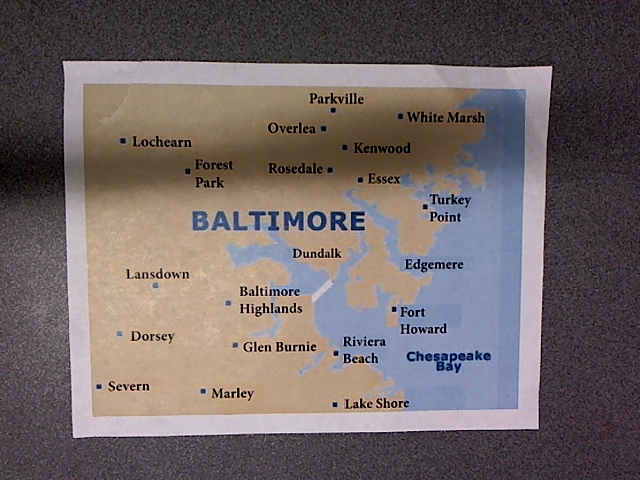 Parkville
White Marsh
Overlea
Lochearn
Kenwood
Forest
Park
Rosedale
Essex
Turkey
Point
BALTIMORE
Dundalk
Edgemere
Lansdown
Baltimore
Highlands
Fort
Howard
Dorsey
Glen Burnie
Riviera
Beach
Chesapeake
Bay
Severn
Marley
Lake Shore